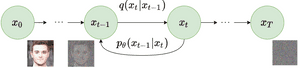 q(x_t|x_{t-1})
x_0 ... x_{t-1} x_t ... x_T
p_θ(x_{t-1}|x_t)